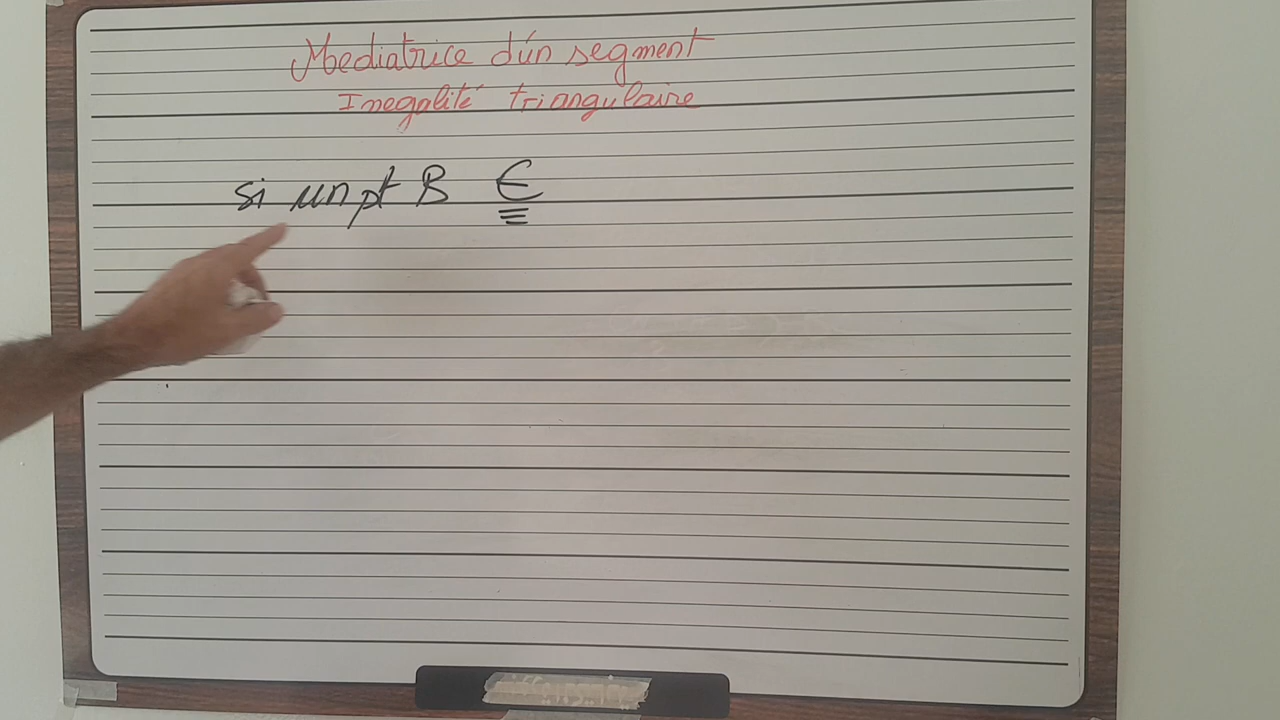 Mediatrice d'un segment
Inegalité triangulaire
si un pt B ∈